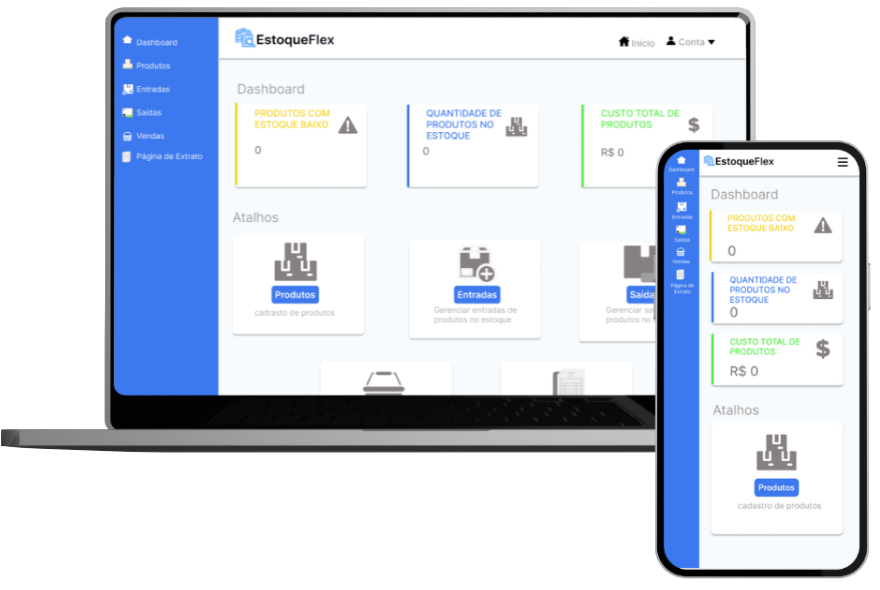 Dashboard
Produtos
Entradas
Saídas
Vendas
Página de Extrato
EstoqueFlex
Início
Conta
Dashboard
PRODUTOS COM
ESTOQUE BAIXO
0
QUANTIDADE DE
PRODUTOS NO
ESTOQUE
0
CUSTO TOTAL DE
PRODUTOS
$
R$ 0
Atalhos
Produtos
cadrasto de produtos
Entradas
Gerenciar entradas de
produtos no estoque
Saída
Gerenciar sa
produtos no
Dashboard
Produtos
Entradas
Saídas
Vendas
Página de
Extrato
EstoqueFlex
Dashboard
PRODUTOS COM
ESTOQUE BAIXO
0
QUANTIDADE DE
PRODUTOS NO
ESTOQUE
0
CUSTO TOTAL DE
PRODUTOS
$
R$ 0
Atalhos
Produtos
cadastro de produtos